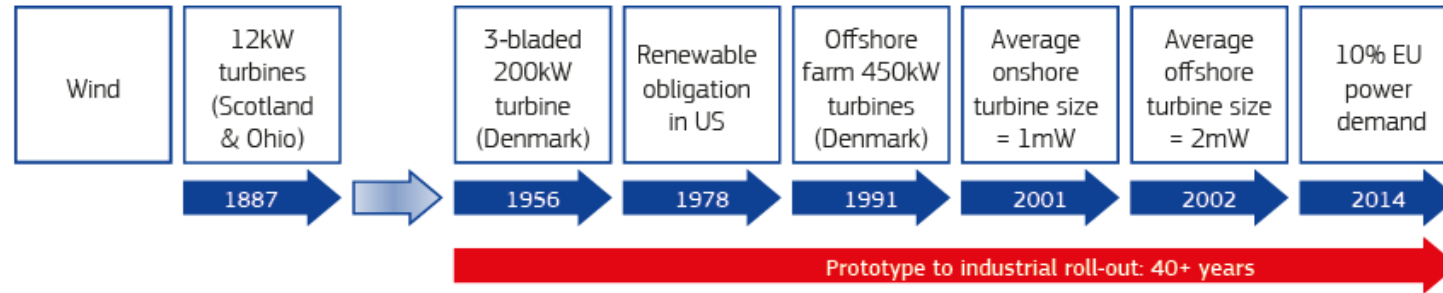 Wind
12kW
turbines
(Scotland
& Ohio)
3-bladed
200kW
turbine
(Denmark)
Renewable
obligation
in US
Offshore
farm 450kW
turbines
(Denmark)
Average
onshore
turbine size
= 1mW
Average
offshore
turbine size
= 2mW
10% EU
power
demand
1887
1956
1978
1991
2001
2002
2014
Prototype to industrial roll-out: 40+ years